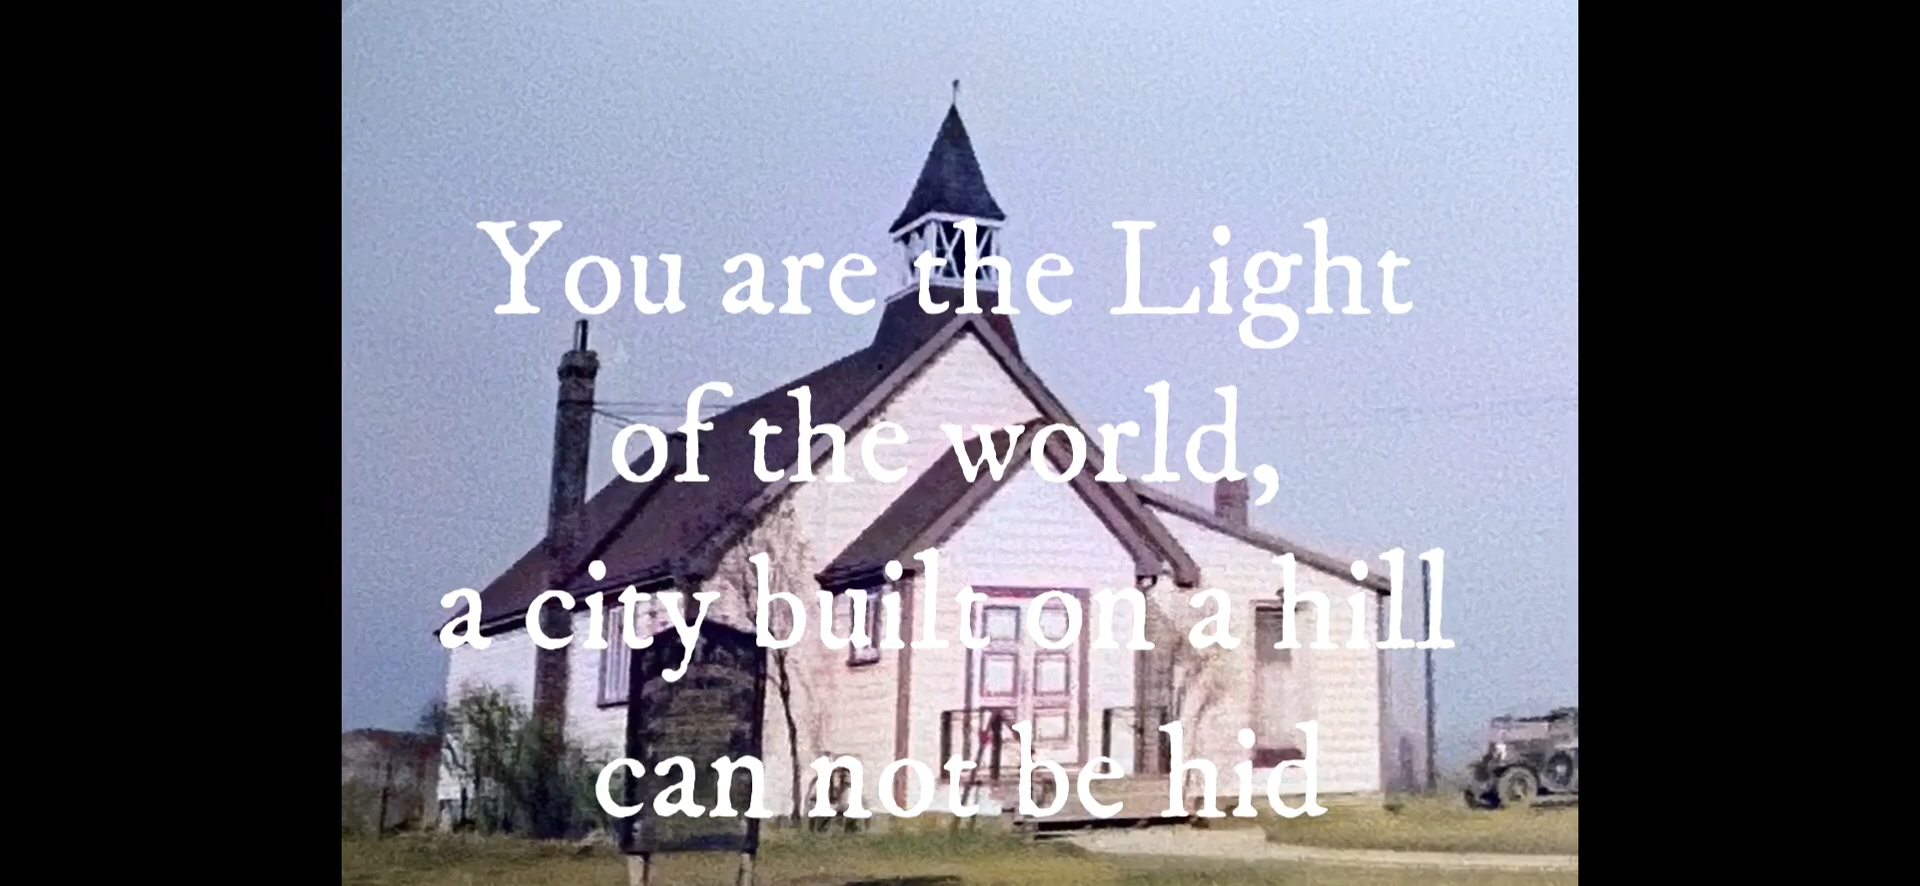 You are the Light
of the world,
a city built on a hill
can not be hid